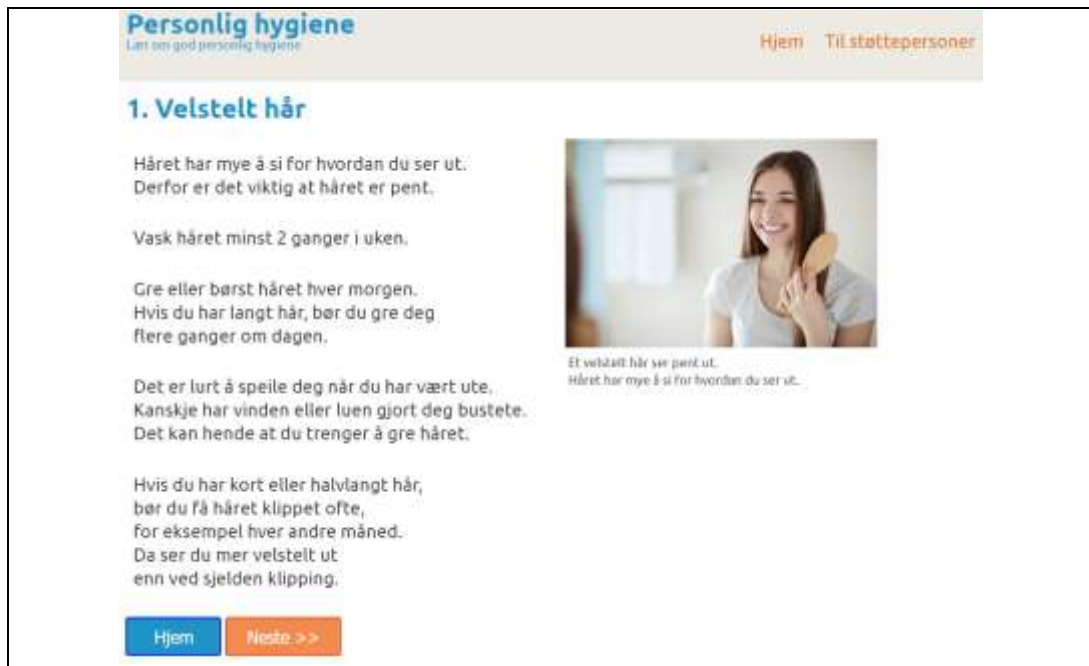 Personlig hygiene
Lær om god personlig hygiene
Hjem Til støttepersoner
1. Velstelt hår
Håret har mye å si for hvordan du ser ut.
Derfor er det viktig at håret er pent.
Vask håret minst 2 ganger i uken.
Gre eller børst håret hver morgen.
Hvis du har langt hår, bør du gre deg
flere ganger om dagen.
Det er lurt å speile deg når du har vært ute.
Kanskje har vinden eller luen gjort deg bustete.
Det kan hende at du trenger å gre håret.
Hvis du har kort eller halvlangt hår,
bør du få håret klippet ofte,
for eksempel hver andre måned.
Da ser du mer velstelt ut
enn ved sjelden klipping.
Et velstelt hår ser pent ut.
Håret har mye å si for hvordan du ser ut.
Hjem Neste >>